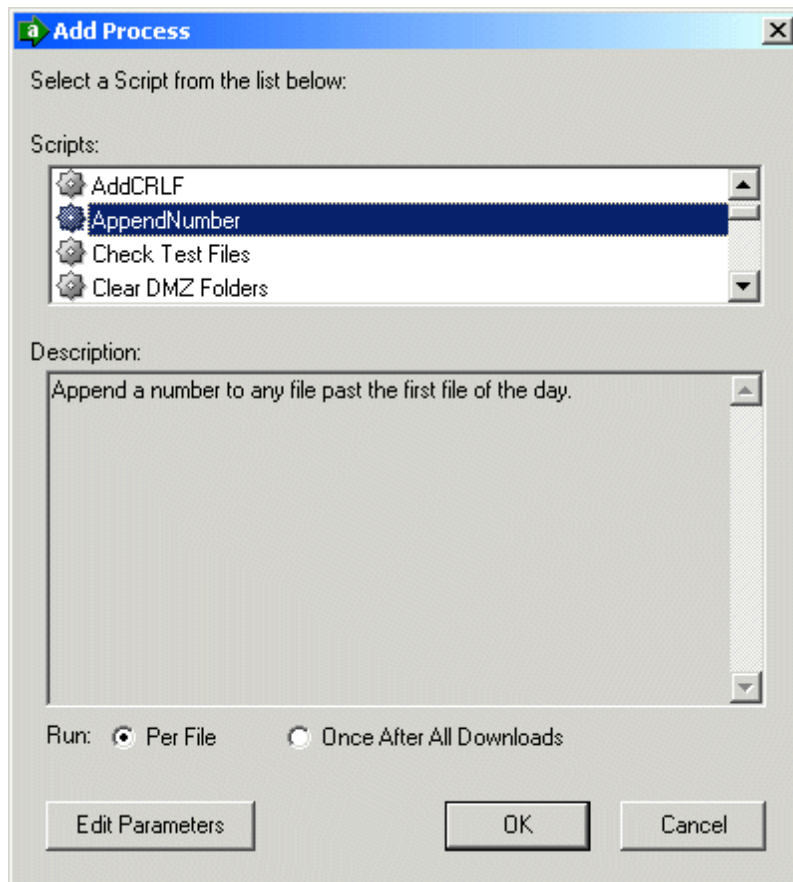 a Add Process
Select a Script from the list below:
Scripts:
AddCRLF
AppendNumber
Check Test Files
Clear DMZ Folders
Description:
Append a number to any file past the first file of the day.
Run: Per File Once After All Downloads
Edit Parameters OK Cancel